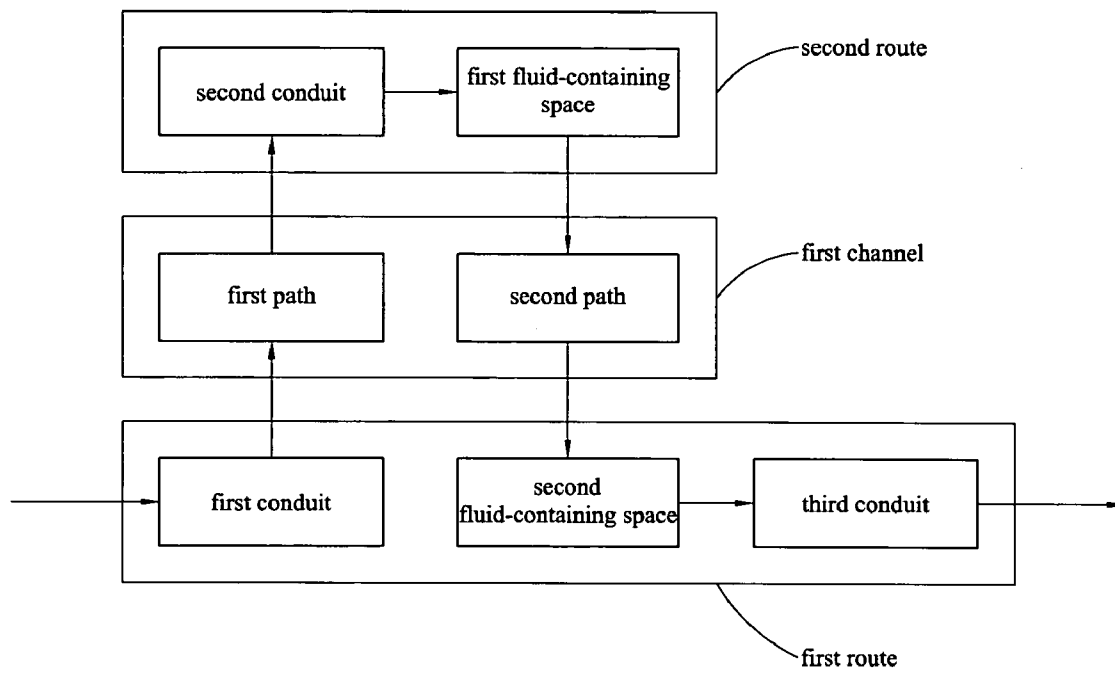 second route
second conduit
first fluid-containing
space
first channel
first path
second path
first conduit
second
fluid-containing space
third conduit
first route